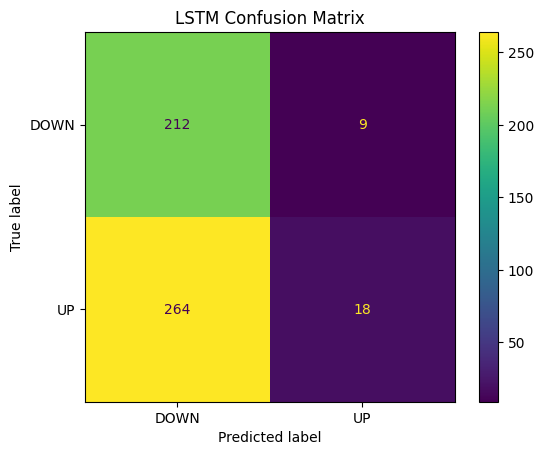 LSTM Confusion Matrix
DOWN
212
9
UP
264
18
DOWN
UP
True label
Predicted label
250
200
150
100
50